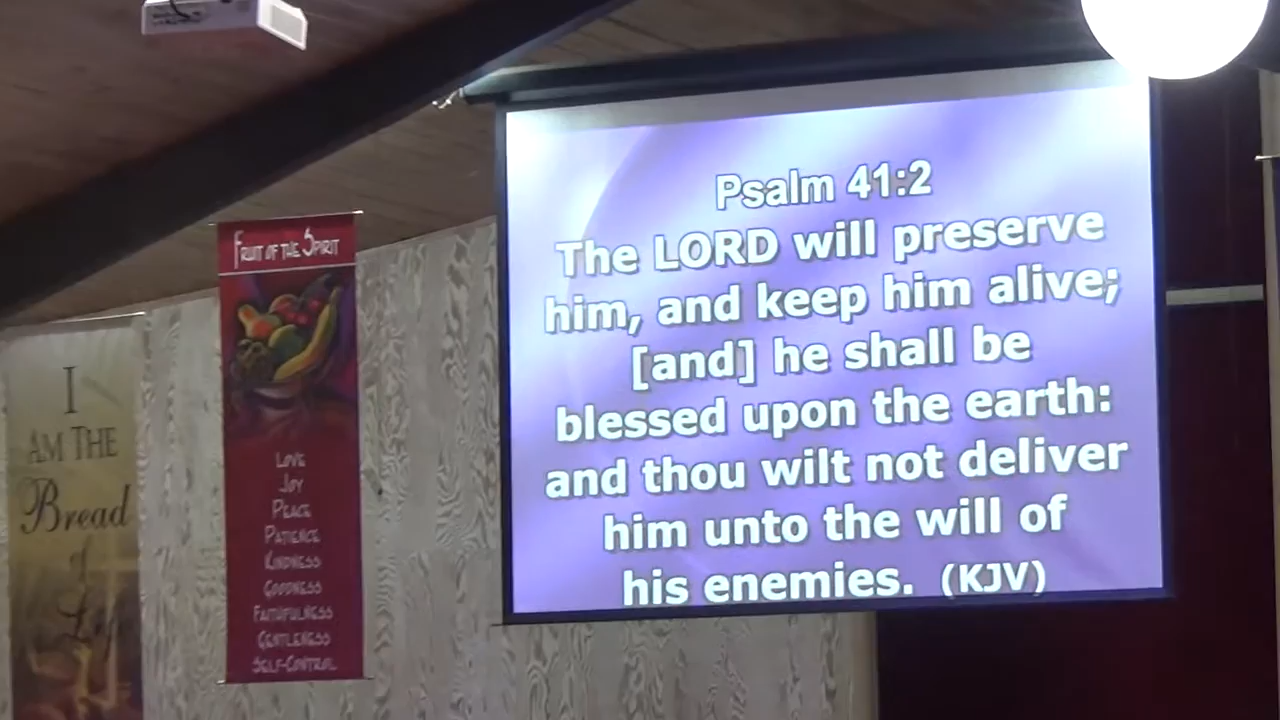 I
AM THE
Bread
of
Life
FRUIT OF THE SPIRIT
LOVE
JOY
PEACE
PATIENCE
KINDNESS
GOODNESS
FAITHFULNESS
GENTLENESS
SELF-CONTROL
Psalm 41:2
The LORD will preserve
him, and keep him alive;
[and] he shall be
blessed upon the earth:
and thou wilt not deliver
him unto the will of
his enemies. (KJV)